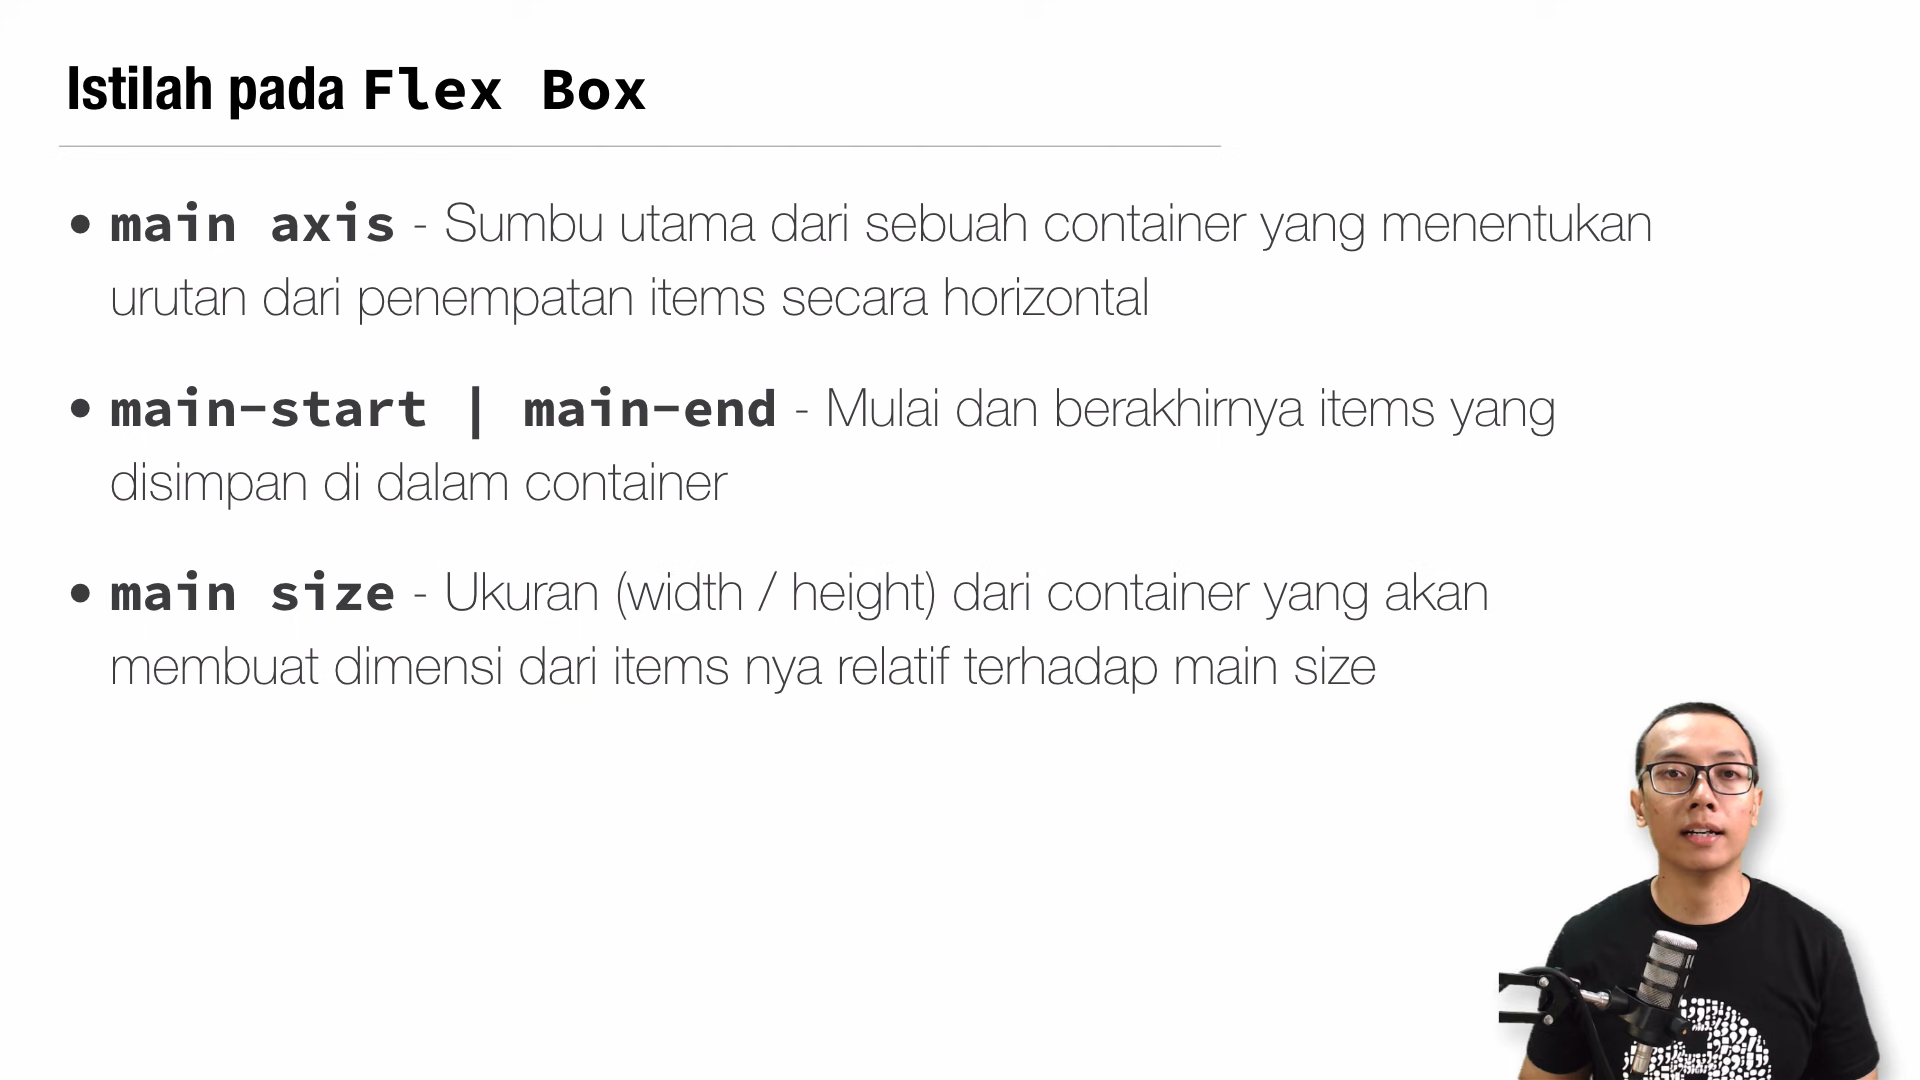 Istilah pada Flex Box
• main axis - Sumbu utama dari sebuah container yang menentukan
urutan dari penempatan items secara horizontal
• main-start | main-end - Mulai dan berakhirnya items yang
disimpan di dalam container
• main size - Ukuran (width / height) dari container yang akan
membuat dimensi dari items nya relatif terhadap main size